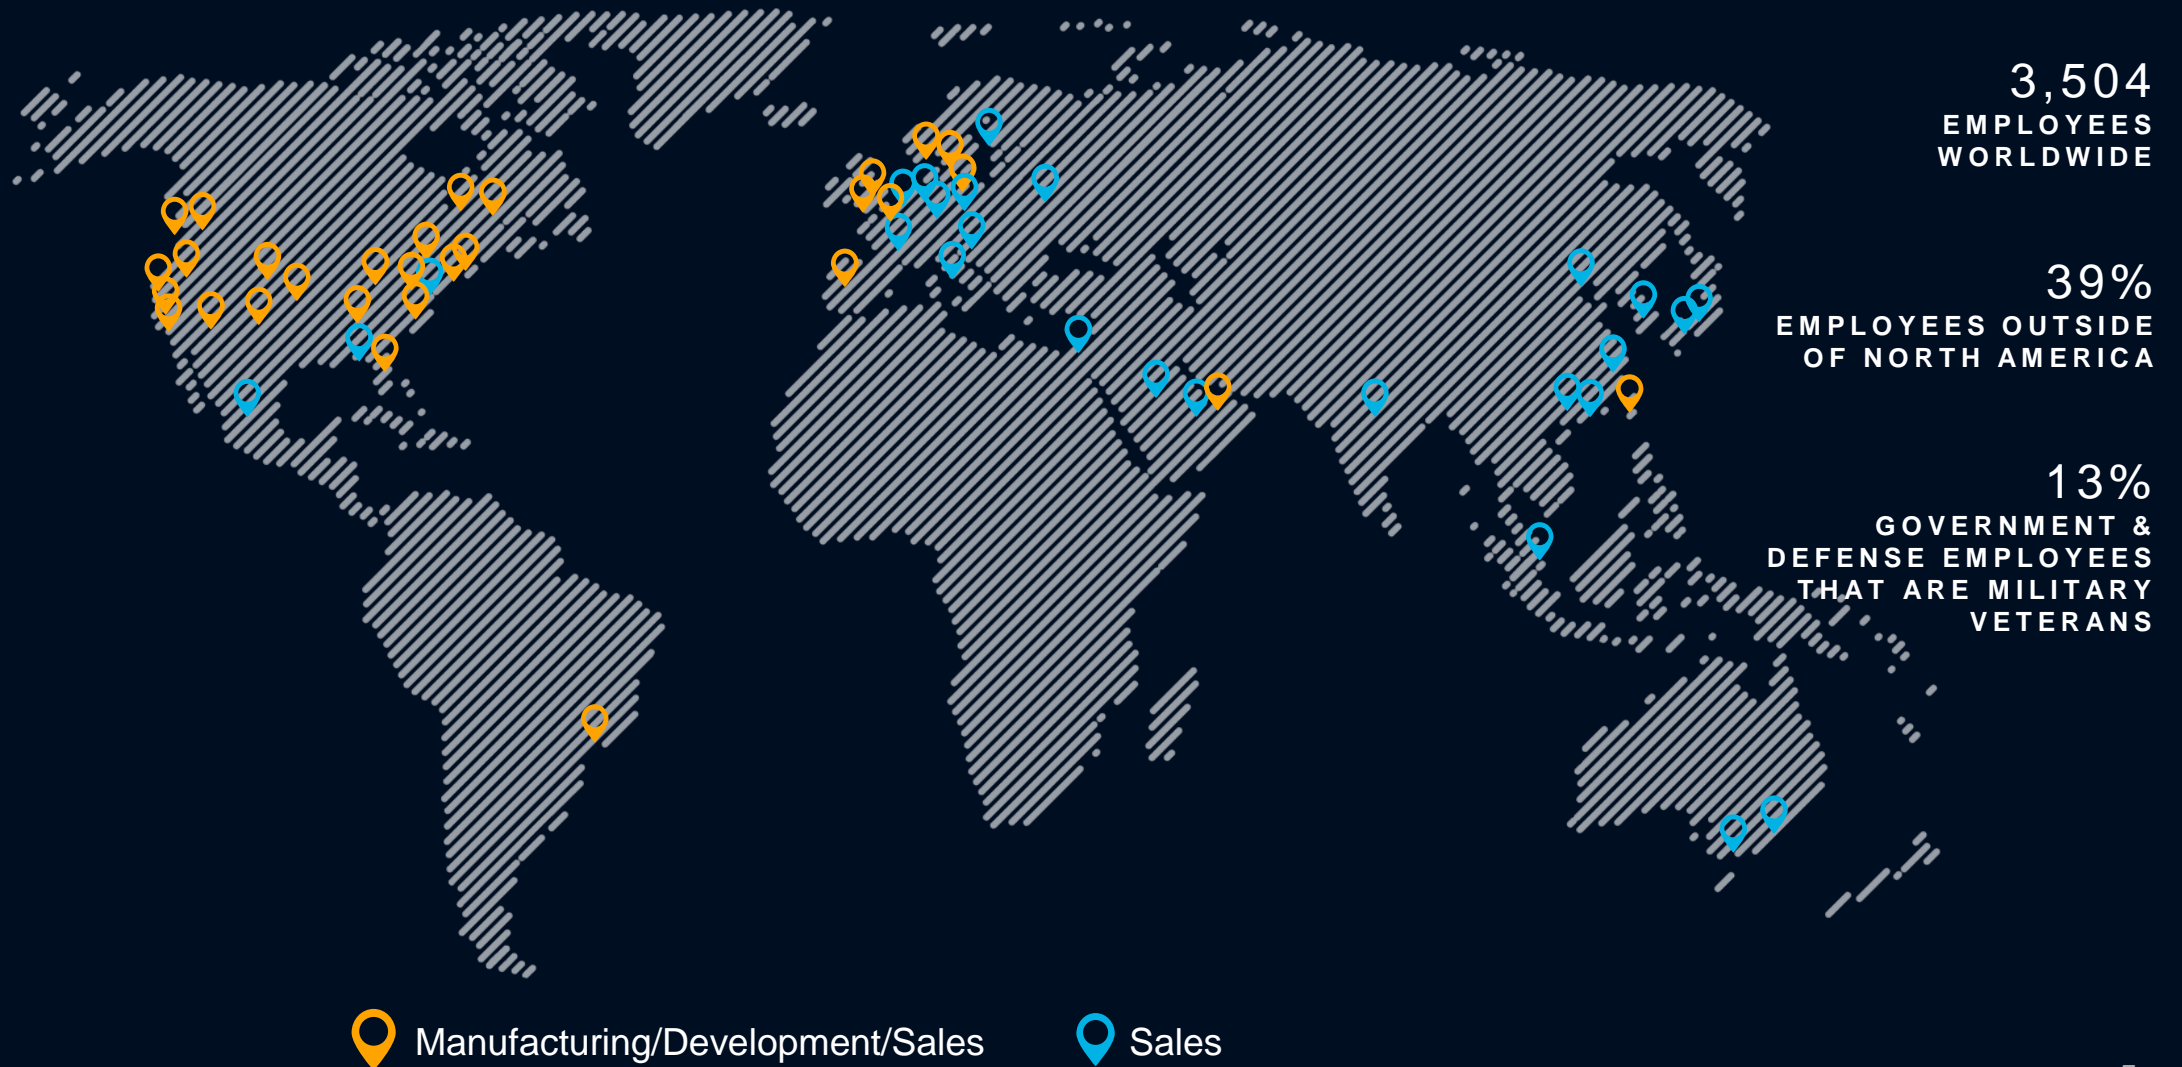 3,504
EMPLOYEES
WORLDWIDE
39%
EMPLOYEES OUTSIDE
OF NORTH AMERICA
13%
GOVERNMENT &
DEFENSE EMPLOYEES
THAT ARE MILITARY
VETERANS
Manufacturing/Development/Sales
Sales